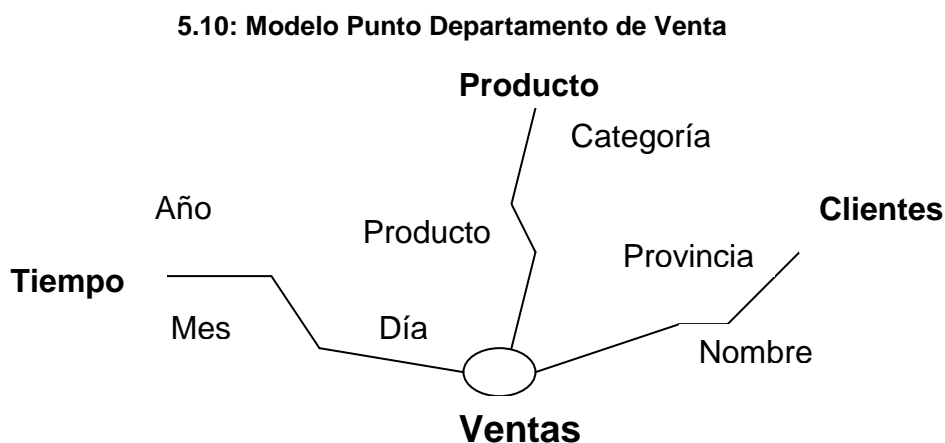 5.10: Modelo Punto Departamento de Venta
Producto
Categoría
Año
Clientes
Producto
Provincia
Tiempo
Mes
Día
Nombre
Ventas